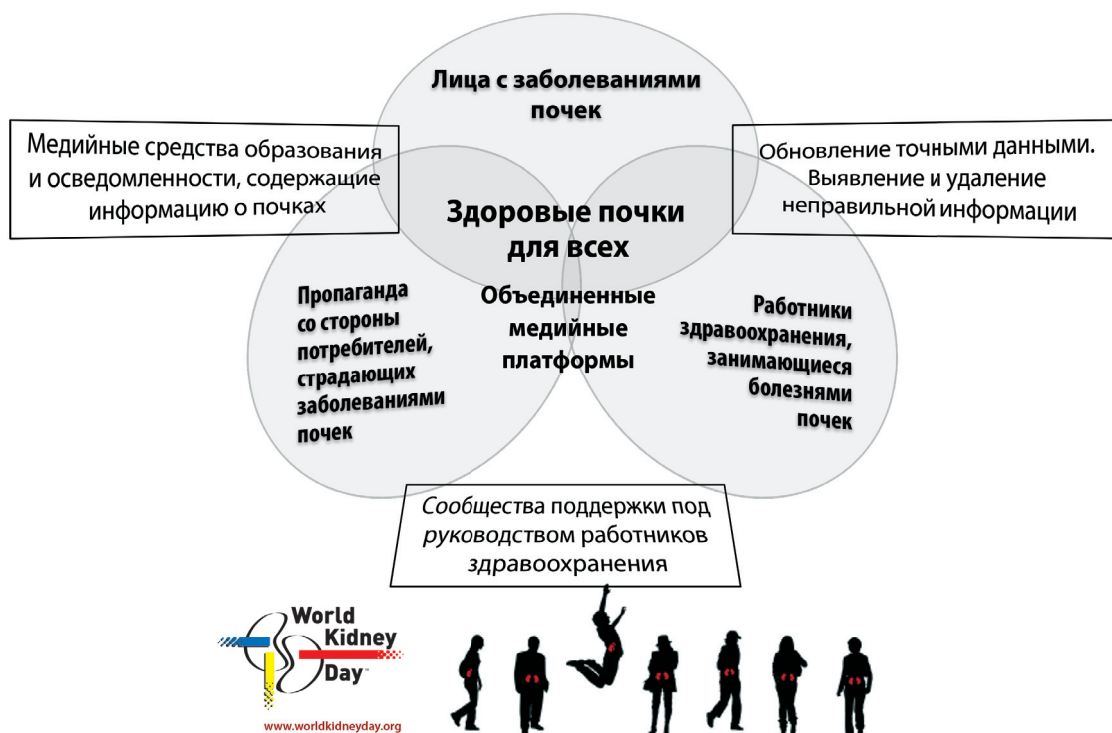 Лица с заболеваниями
почек
Медийные средства образования
и осведомленности, содержащие
информацию о почках
Обновление точными данными.
Выявление и удаление
неправильной информации
Здоровые почки
для всех
Объединенные
медийные
платформы
Пропаганда
со стороны
потребителей,
страдающих
заболеваниями
почек
Работники
здравоохранения,
занимающиеся
болезнями
почек
Сообщества поддержки под
руководством работников
здравоохранения
World
Kidney
Day™
www.worldkidneyday.org